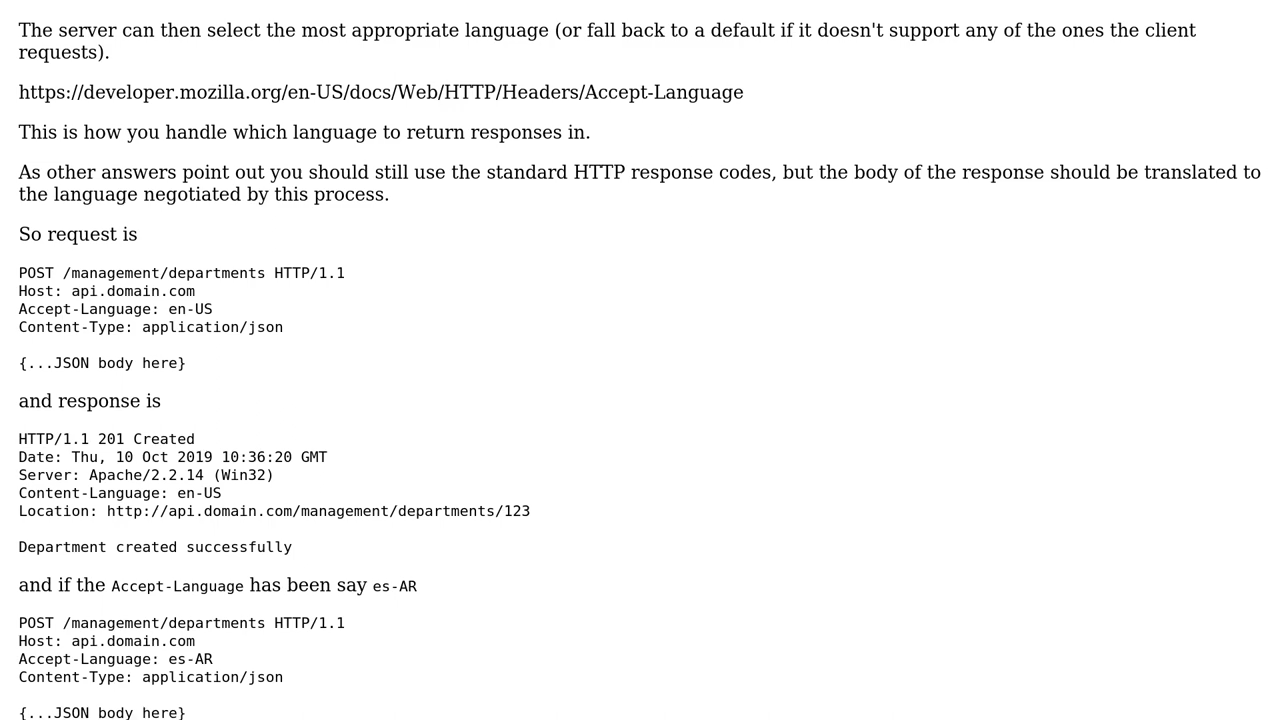 The server can then select the most appropriate language (or fall back to a default if it doesn't support any of the ones the client
requests).
https://developer.mozilla.org/en-US/docs/Web/HTTP/Headers/Accept-Language
This is how you handle which language to return responses in.
As other answers point out you should still use the standard HTTP response codes, but the body of the response should be translated to
the language negotiated by this process.
So request is
POST /management/departments HTTP/1.1
Host: api.domain.com
Accept-Language: en-US
Content-Type: application/json
{...JSON body here}
and response is
HTTP/1.1 201 Created
Date: Thu, 10 Oct 2019 10:36:20 GMT
Server: Apache/2.2.14 (Win32)
Content-Language: en-US
Location: http://api.domain.com/management/departments/123
Department created successfully
and if the Accept-Language has been say es-AR
POST /management/departments HTTP/1.1
Host: api.domain.com
Accept-Language: es-AR
Content-Type: application/json
{...JSON body here}